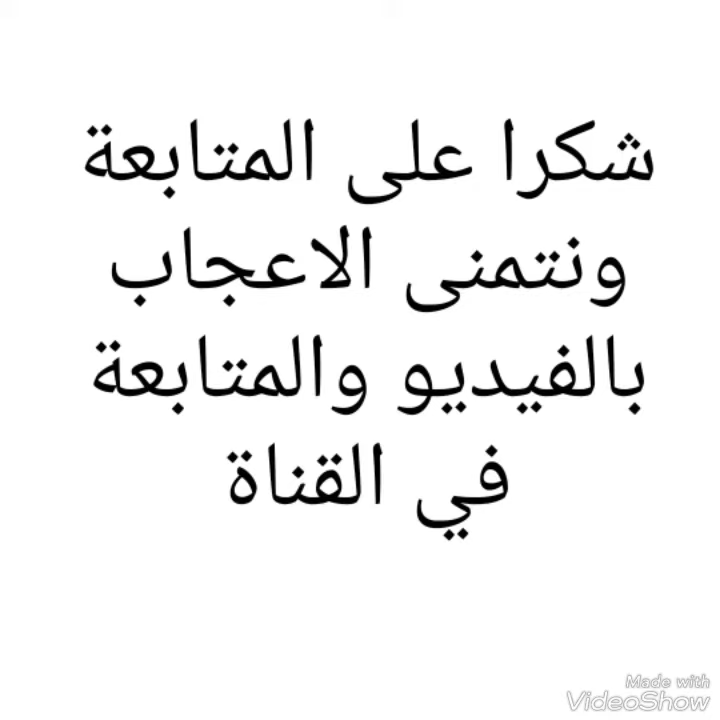 شكرا على المتابعة
ونتمنى الاعجاب
بالفيديو والمتابعة
في القناة
Made with
VideoShow